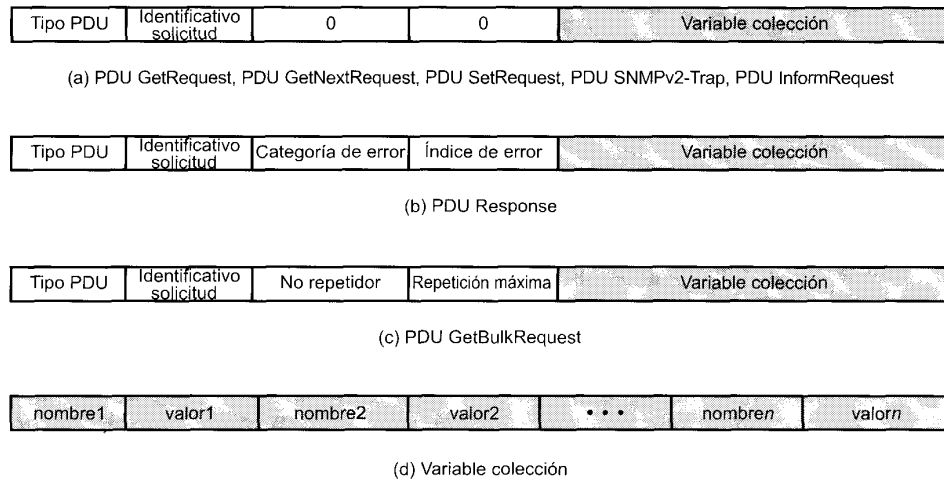 Tipo PDU Identificativo solicitud 0 0 Variable colección
(a) PDU GetRequest, PDU GetNextRequest, PDU SetRequest, PDU SNMPv2-Trap, PDU InformRequest
Tipo PDU Identificativo solicitud Categoría de error Índice de error Variable colección
(b) PDU Response
Tipo PDU Identificativo solicitud No repetidor Repetición máxima Variable colección
(c) PDU GetBulkRequest
nombre1 valor1 nombre2 valor2 • • • nombren valorn
(d) Variable colección